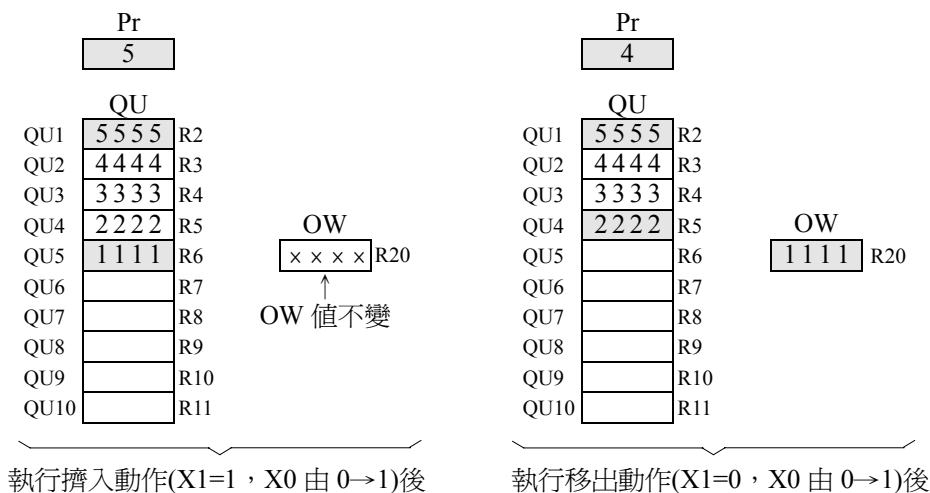 Pr
5
QU
QU1 5555 R2
QU2 4444 R3
QU3 3333 R4
QU4 2222 R5
QU5 1111 R6
QU6 R7
QU7 R8
QU8 R9
QU9 R10
QU10 R11
OW
×××× R20
↑
OW 值不變
執行擠入動作(X1=1，X0 由 0→1)後
Pr
4
QU
QU1 5555 R2
QU2 4444 R3
QU3 3333 R4
QU4 2222 R5
QU5 R6
QU6 R7
QU7 R8
QU8 R9
QU9 R10
QU10 R11
OW
1111 R20
執行移出動作(X1=0，X0 由 0→1)後